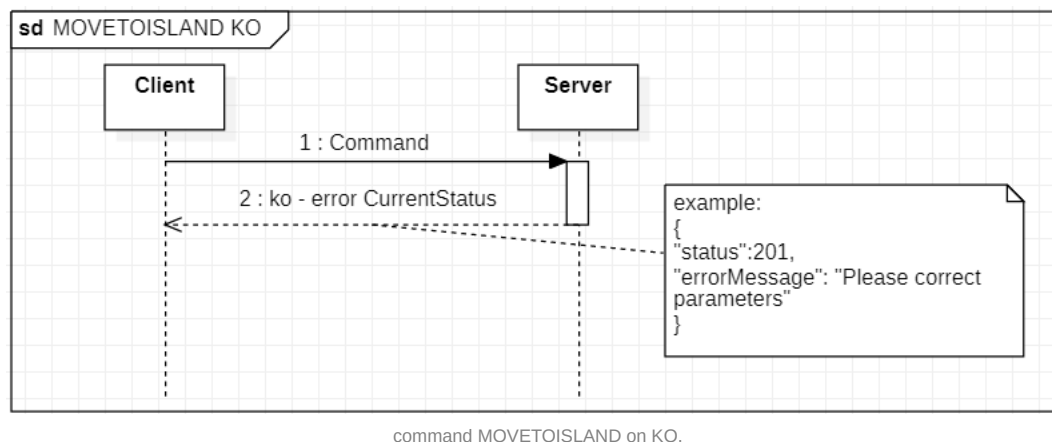 sd MOVETOISLAND KO
Client
Server
1 : Command
2 : ko - error CurrentStatus
example:
{
"status":201,
"errorMessage": "Please correct
parameters"
}
command MOVETOISLAND on KO.